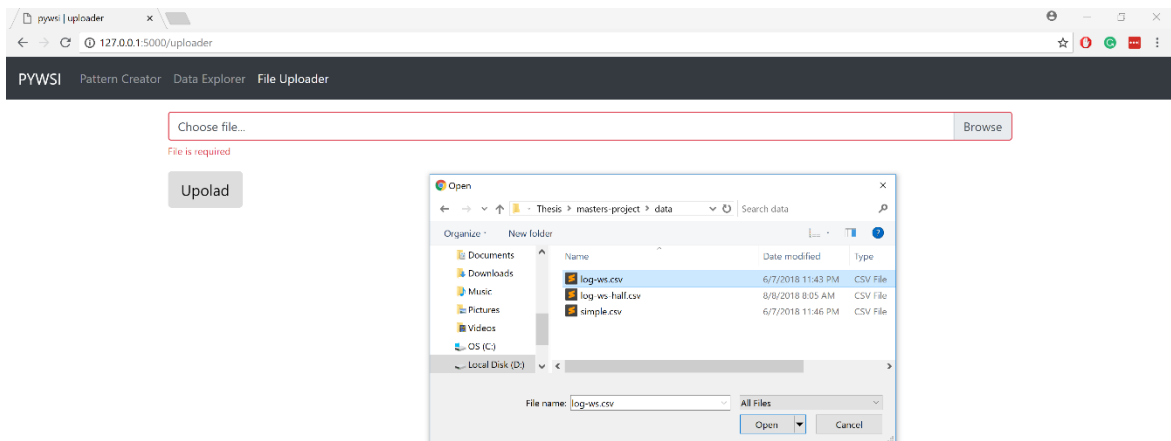 pywsi | uploader
127.0.0.1:5000/uploader
PYWSI Pattern Creator Data Explorer File Uploader
Choose file... Browse
File is required
Upolad
Open
Thesis > masters-project > data Search data
Organize New folder
Documents
Downloads
Music
Pictures
Videos
OS (C:)
Local Disk (D:)
Name Date modified Type
log-ws.csv 6/7/2018 11:43 PM CSV File
log-ws-half.csv 8/8/2018 8:05 AM CSV File
simple.csv 6/7/2018 11:46 PM CSV File
File name: log-ws.csv All Files
Open Cancel